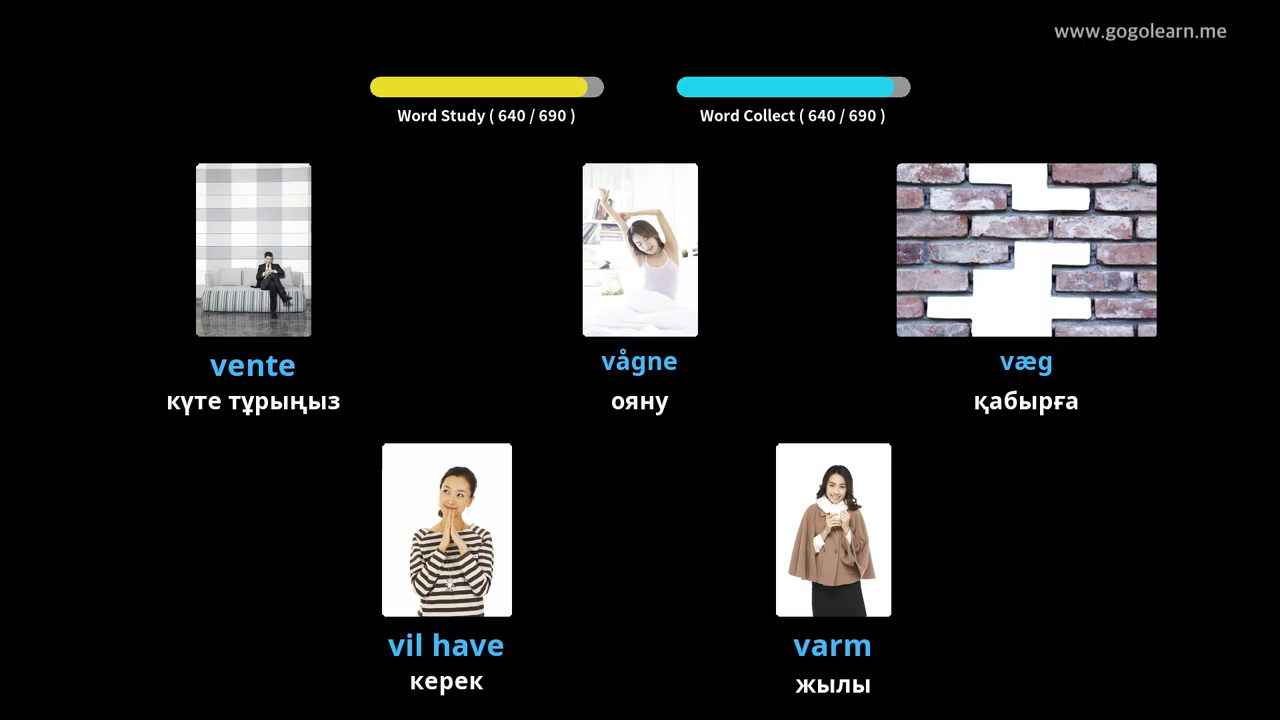 www.gogolearn.me
Word Study ( 640 / 690 )
Word Collect ( 640 / 690 )
vente
күте тұрыңыз
vågne
ояну
væg
қабырға
vil have
керек
varm
жылы